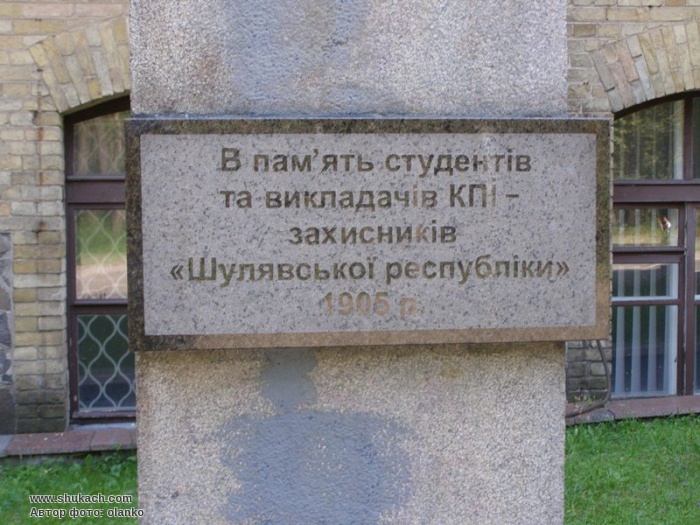 В пам'ять студентів
та викладачів КПІ –
захисників
«Шулявської республіки»
1905 р.
www.shukach.com
Автор фото: olanko